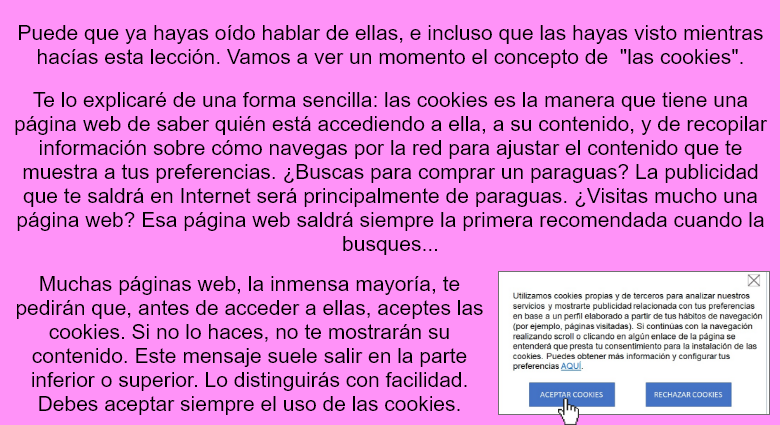 Puede que ya hayas oído hablar de ellas, e incluso que las hayas visto mientras
hacías esta lección. Vamos a ver un momento el concepto de "las cookies".
Te lo explicaré de una forma sencilla: las cookies es la manera que tiene una
página web de saber quién está accediendo a ella, a su contenido, y de recopilar
información sobre cómo navegas por la red para ajustar el contenido que te
muestra a tus preferencias. ¿Buscas para comprar un paraguas? La publicidad
que te saldrá en Internet será principalmente de paraguas. ¿Visitas mucho una
página web? Esa página web saldrá siempre la primera recomendada cuando la
busques...
Muchas páginas web, la inmensa mayoría, te
pedirán que, antes de acceder a ellas, aceptes las
cookies. Si no lo haces, no te mostrarán su
contenido. Este mensaje suele salir en la parte
inferior o superior. Lo distinguirás con facilidad.
Debes aceptar siempre el uso de las cookies.
Utilizamos cookies propias y de terceros para analizar nuestros
servicios y mostrarte publicidad relacionada con tus preferencias
en base a un perfil elaborado a partir de tus hábitos de navegación
(por ejemplo, páginas visitadas). Si continúas con la navegación
realizando scroll o clicando en algún enlace de la página se
entenderá que presta tu consentimiento para la instalación de las
cookies. Puedes obtener más información y configurar tus
preferencias AQUÍ.
ACEPTAR COOKIES
RECHAZAR COOKIES